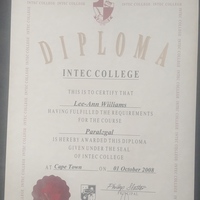 DIPLOMA
INTEC COLLEGE
THIS IS TO CERTIFY THAT
Lee-Ann Williams
HAVING FULFILLED THE REQUIREMENTS
FOR THE COURSE
Paralegal
IS HEREBY AWARDED THIS DIPLOMA
GIVEN UNDER THE SEAL
OF INTEC COLLEGE
AT Cape Town ON 01 October 2008
PRINCIPAL